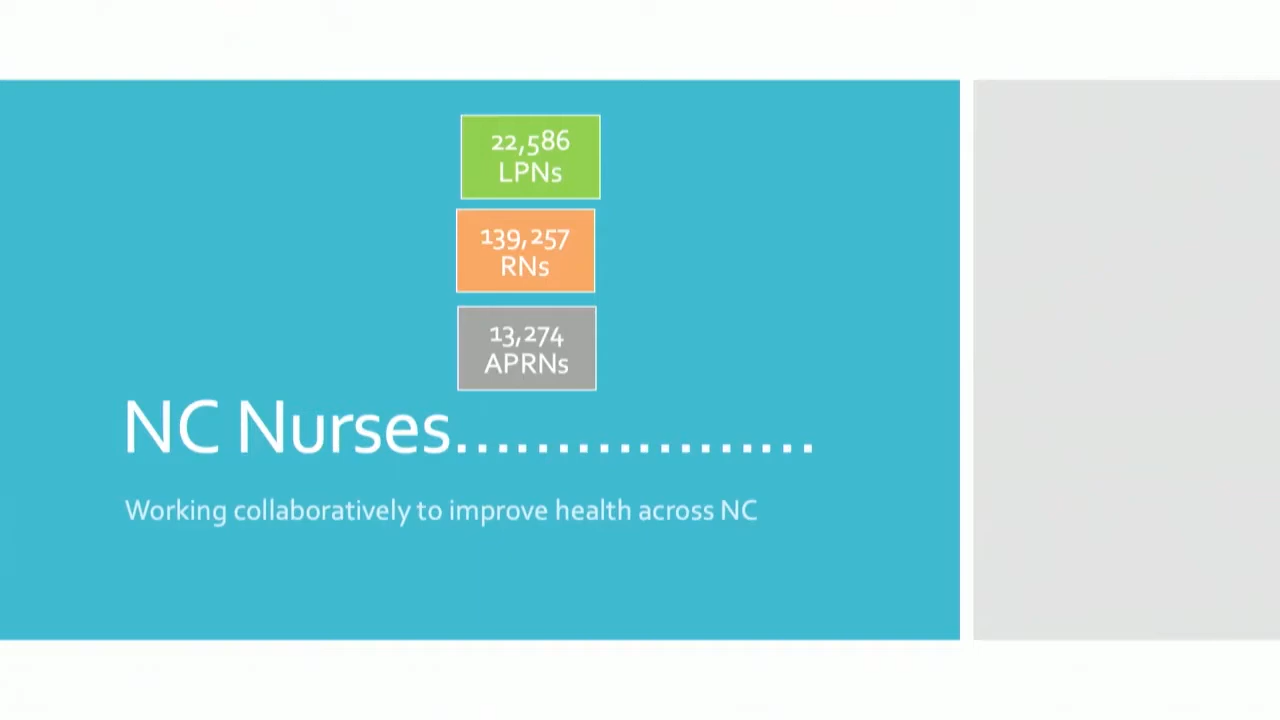 22,586
LPNs
139,257
RNs
13,274
APRNs
NC Nurses..................
Working collaboratively to improve health across NC